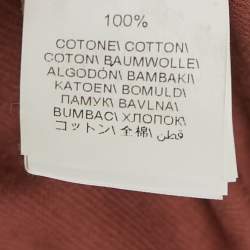 100%
COTONE\ COTTON\
COTON\ BAUMWOLLE\
ALGODÓN\ BAMBAKI\
KATOEN\ BOMULD\
ПАМУК\ BAVLNA\
BUMBAC\ ХЛОПОК\
コットン\ 全棉\ قطن